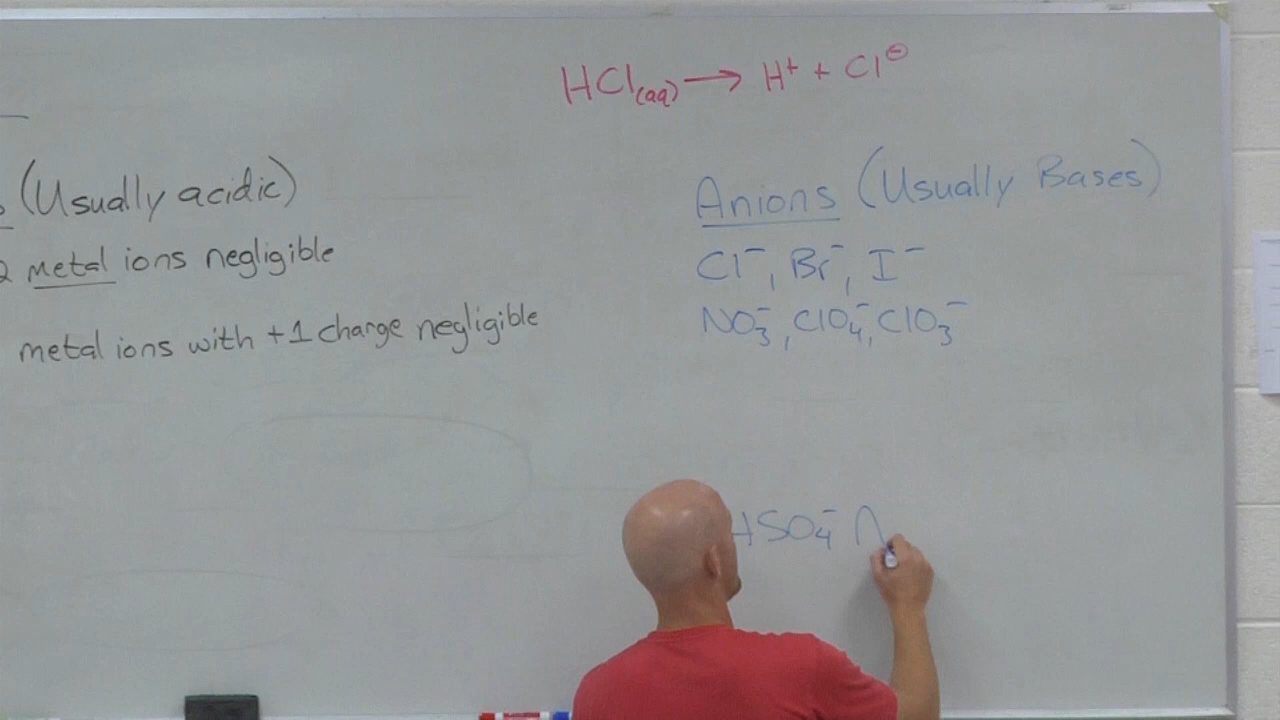 HCl(aq) → H⁺ + Cl⊖
(Usually acidic)
2 metal ions negligible
metal ions with +1 charge negligible
Anions (Usually Bases)
Cl⁻, Br⁻, I⁻
NO₃⁻, ClO₄⁻, ClO₃⁻
HSO₄⁻